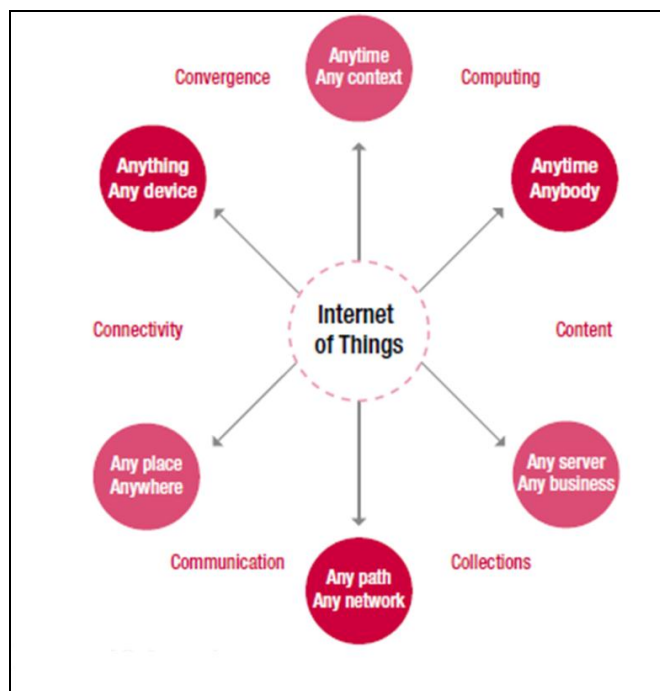 Anytime
Any context
Convergence
Computing
Anything
Any device
Anytime
Anybody
Internet
of Things
Connectivity
Content
Any place
Anywhere
Any server
Any business
Communication
Collections
Any path
Any network